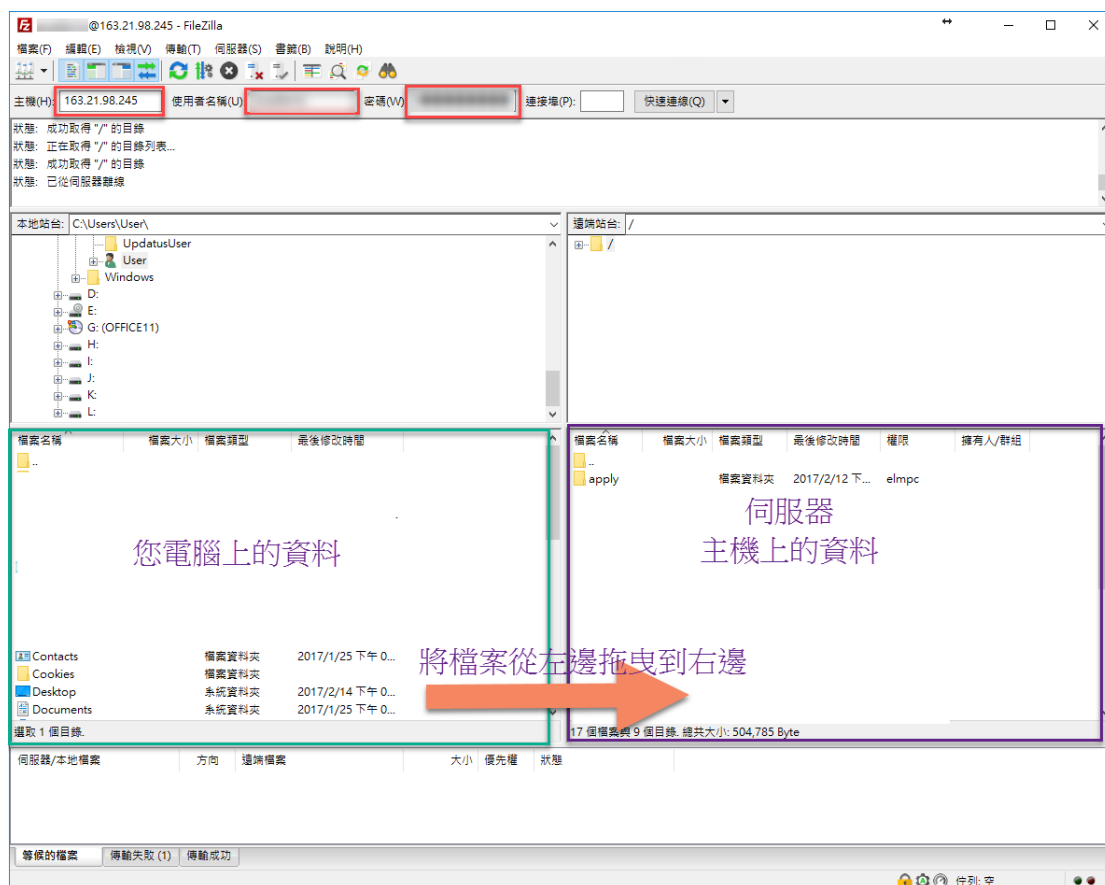 @163.21.98.245 - FileZilla
檔案(F) 編輯(E) 檢視(V) 傳輸(T) 伺服器(S) 書籤(B) 說明(H)
主機(H): 163.21.98.245 使用者名稱(U) 密碼(W) 連接埠(P): 快速連線(Q)
狀態: 成功取得 "/" 的目錄
狀態: 正在取得 "/" 的目錄列表...
狀態: 成功取得 "/" 的目錄
狀態: 已從伺服器離線
本地站台: C:\Users\User\
UpdatusUser
User
Windows
D:
E:
G: (OFFICE11)
H:
I:
J:
K:
L:
遠端站台: /
/
檔案名稱 檔案大小 檔案類型 最後修改時間
..
您電腦上的資料
Contacts 檔案資料夾 2017/1/25 下午 0...
Cookies 檔案資料夾
Desktop 系統資料夾 2017/2/14 下午 0...
Documents 系統資料夾 2017/1/25 下午 0...
選取 1 個目錄.
檔案名稱 檔案大小 檔案類型 最後修改時間 權限 擁有人/群組
..
apply 檔案資料夾 2017/2/12 下... elmpc
伺服器
主機上的資料
將檔案從左邊拖曳到右邊
17 個檔案與 9 個目錄. 總共大小: 504,785 Byte
伺服器/本地檔案 方向 遠端檔案 大小 優先權 狀態
等候的檔案 傳輸失敗 (1) 傳輸成功
佇列: 空